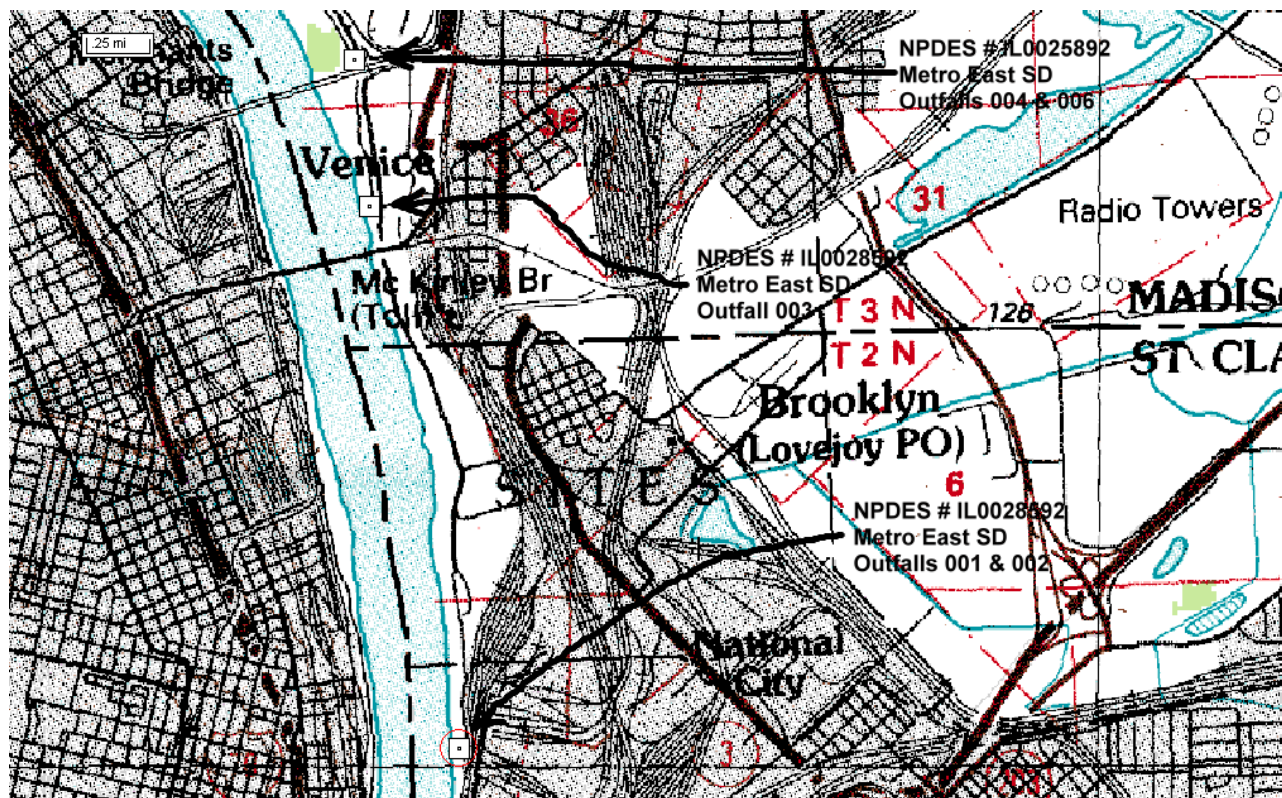 .25 mi
Bridge
NPDES # IL0025892
Metro East SD
Outfalls 004 & 006
36
Venice
31
Radio Towers
NPDES # IL0028592
Metro East SD
Outfall 003
Mc Kinley Br
T 3 N
128
T 2 N
Brooklyn
(Lovejoy PO)
6
NPDES # IL0028592
Metro East SD
Outfalls 001 & 002
National
City
3